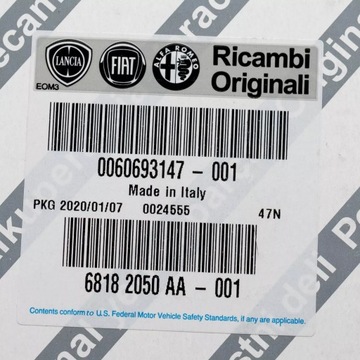 LANCIA
FIAT
ALFA ROMEO
Ricambi
Originali
EOM3
0060693147 - 001
Made in Italy
PKG 2020/01/07 0024555 47N
6818 2050 AA - 001
Contents conform to U.S. Federal Motor Vehicle Safety Standards, if any are applicable.